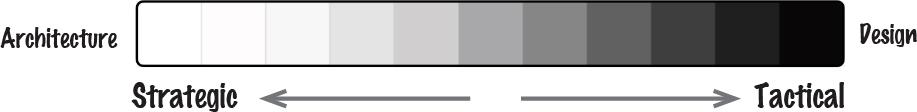 Architecture
Design
Strategic
Tactical